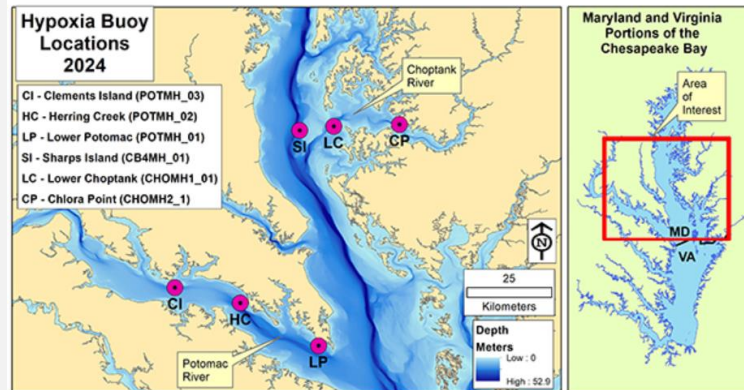 Hypoxia Buoy
Locations
2024
CI - Clements Island (POTMH_03)
HC - Herring Creek (POTMH_02)
LP - Lower Potomac (POTMH_01)
SI - Sharps Island (CB4MH_01)
LC - Lower Choptank (CHOMH1_01)
CP - Chlora Point (CHOMH2_1)
Choptank
River
SI
LC
CP
CI
HC
LP
Potomac
River
N
25
Kilometers
Depth
Meters
Low : 0
High : 52.9
Maryland and Virginia
Portions of the
Chesapeake Bay
Area
of
Interest
MD
VA